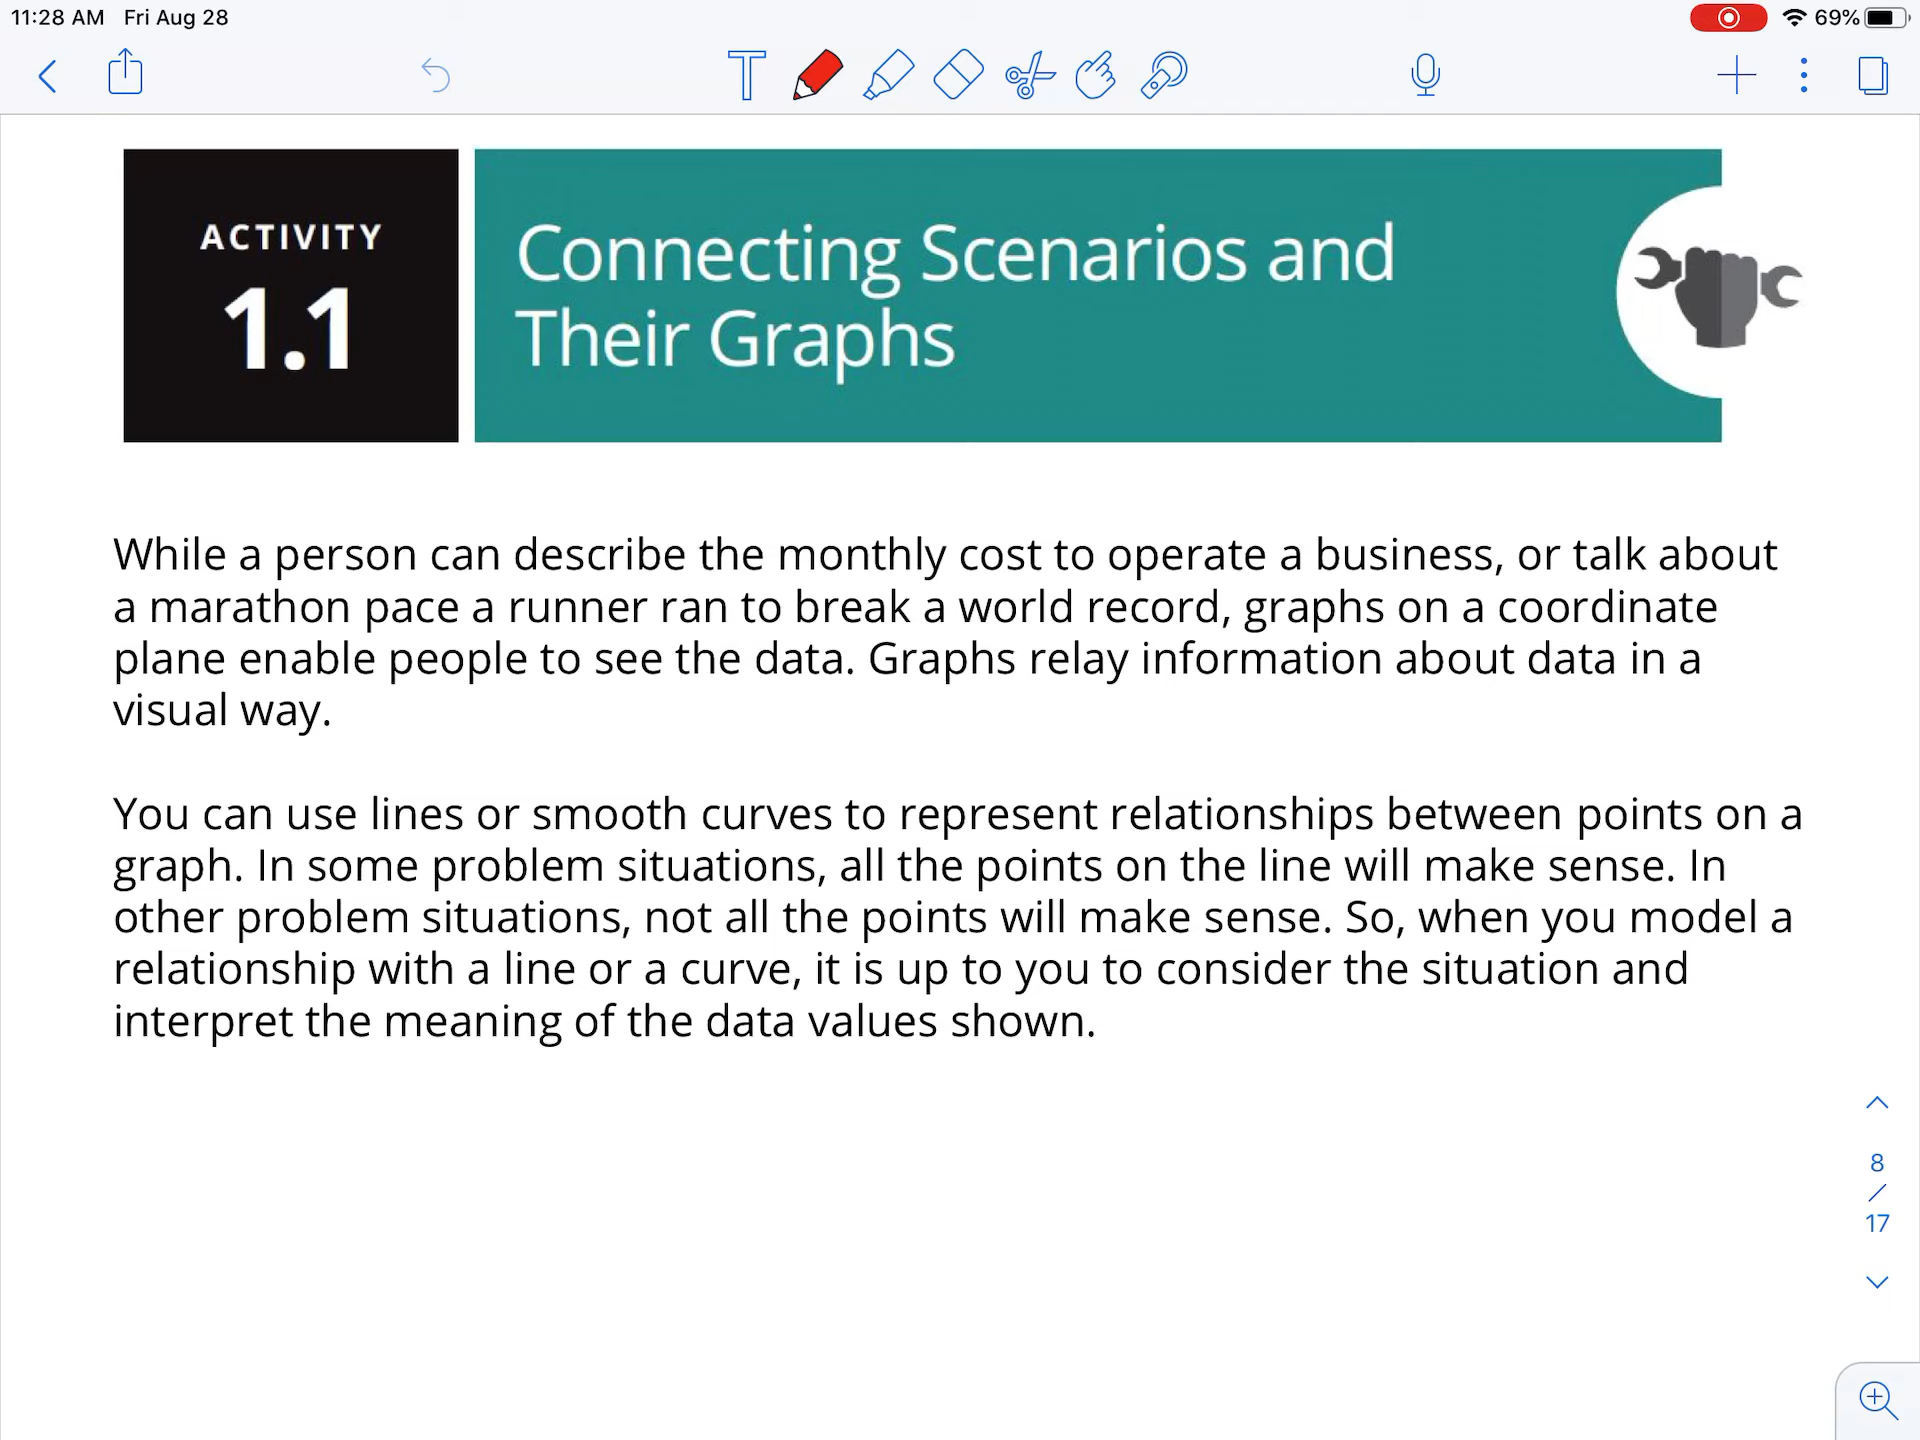 11:28 AM Fri Aug 28
69%
T
ACTIVITY
1.1
Connecting Scenarios and
Their Graphs
While a person can describe the monthly cost to operate a business, or talk about
a marathon pace a runner ran to break a world record, graphs on a coordinate
plane enable people to see the data. Graphs relay information about data in a
visual way.
You can use lines or smooth curves to represent relationships between points on a
graph. In some problem situations, all the points on the line will make sense. In
other problem situations, not all the points will make sense. So, when you model a
relationship with a line or a curve, it is up to you to consider the situation and
interpret the meaning of the data values shown.
8
/
17